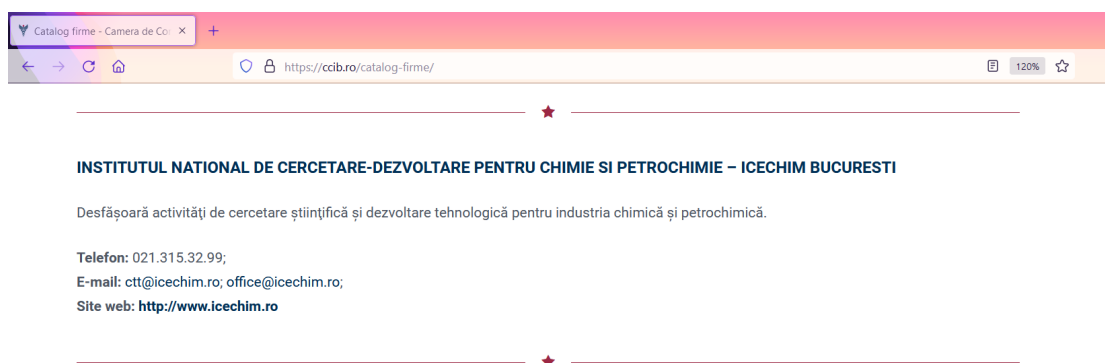 Catalog firme - Camera de Co
https://ccib.ro/catalog-firme/
120%
INSTITUTUL NATIONAL DE CERCETARE-DEZVOLTARE PENTRU CHIMIE SI PETROCHIMIE – ICECHIM BUCURESTI
Desfășoară activităţi de cercetare științifică și dezvoltare tehnologică pentru industria chimică și petrochimică.
Telefon: 021.315.32.99;
E-mail: ctt@icechim.ro; office@icechim.ro;
Site web: http://www.icechim.ro